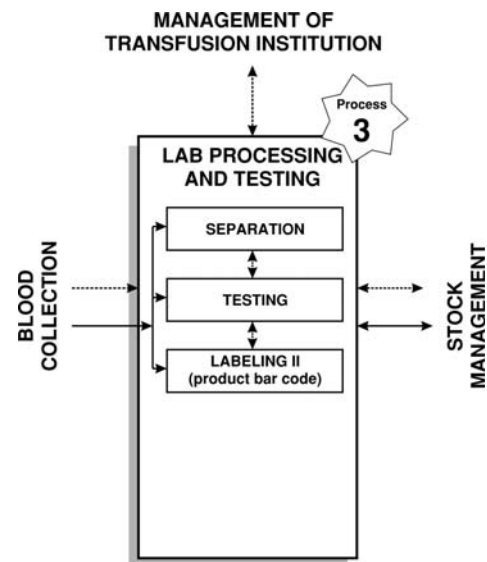 MANAGEMENT OF
TRANSFUSION INSTITUTION
Process
3
LAB PROCESSING
AND TESTING
SEPARATION
TESTING
LABELING II
(product bar code)
BLOOD
COLLECTION
STOCK
MANAGEMENT